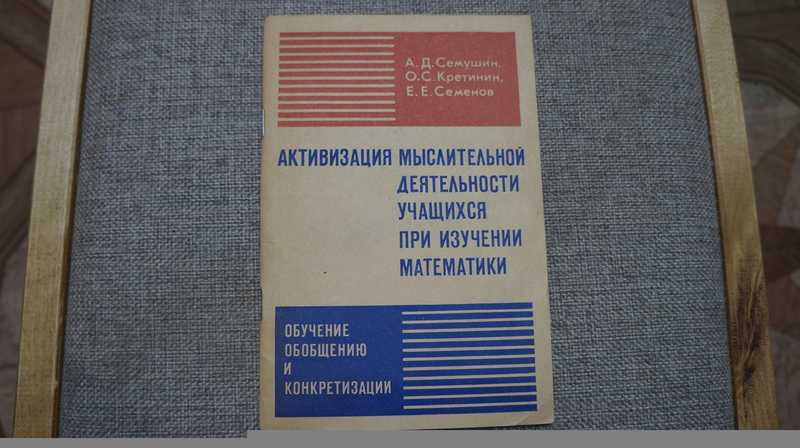 А. Д. Семушин,
О. С. Кретинин,
Е. Е. Семенов
АКТИВИЗАЦИЯ МЫСЛИТЕЛЬНОЙ
ДЕЯТЕЛЬНОСТИ
УЧАЩИХСЯ
ПРИ ИЗУЧЕНИИ
МАТЕМАТИКИ
ОБУЧЕНИЕ
ОБОБЩЕНИЮ
И
КОНКРЕТИЗАЦИИ